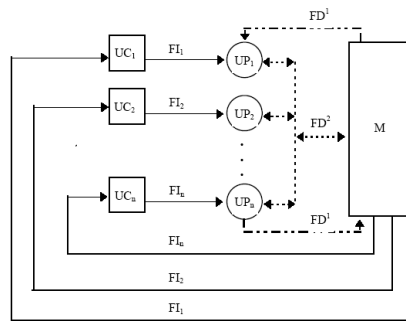 FD¹
UC₁
FI₁
UP₁
UC₂
FI₂
UP₂
FD²
M
UCₙ
FIₙ
UPₙ
FD¹
FIₙ
FI₂
FI₁